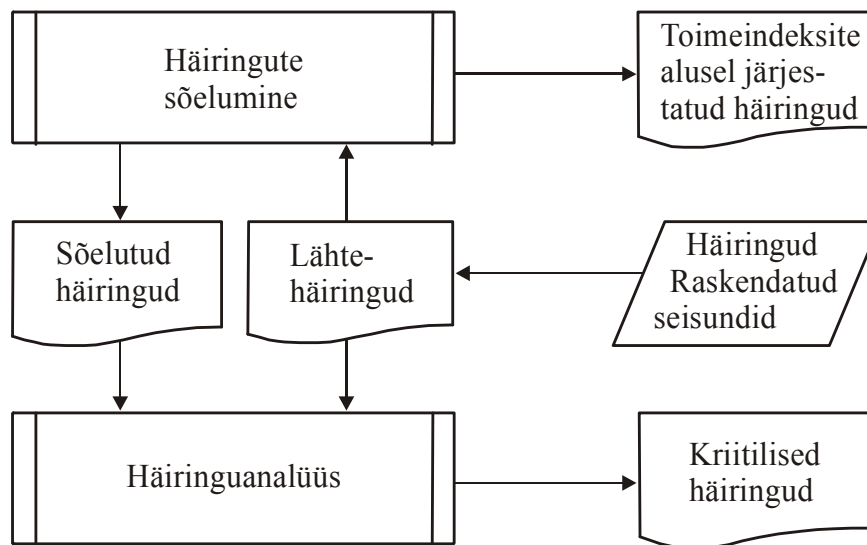 Häiringute
sõelumine
Toimeindeksite
alusel järjes-
tatud häiringud
Sõelutud
häiringud
Lähte-
häiringud
Häiringud
Raskendatud
seisundid
Häiringuanalüüs
Kriitilised
häiringud